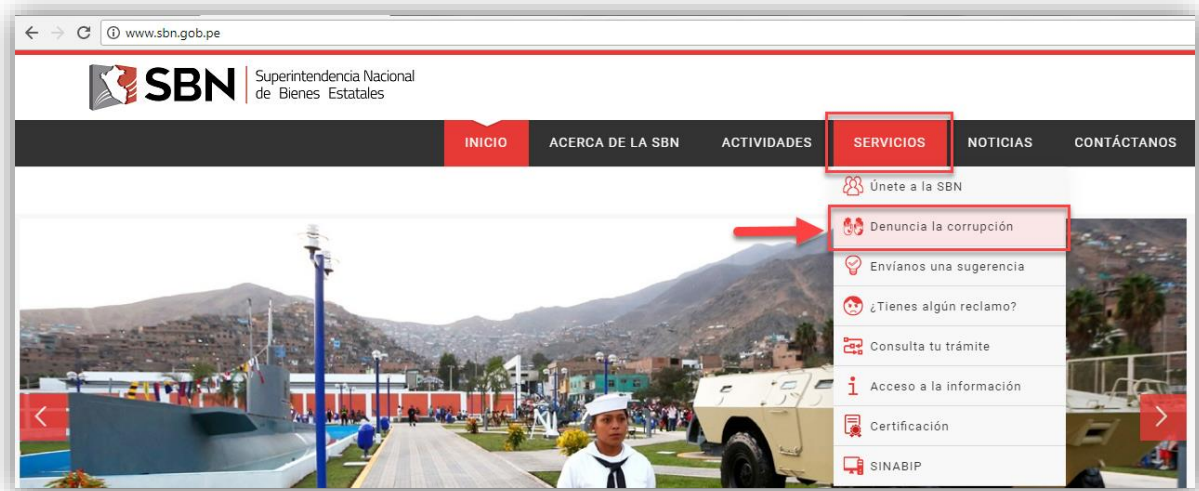 www.sbn.gob.pe
SBN
Superintendencia Nacional
de Bienes Estatales
INICIO ACERCA DE LA SBN ACTIVIDADES SERVICIOS NOTICIAS CONTÁCTANOS
Únete a la SBN
Denuncia la corrupción
Envíanos una sugerencia
¿Tienes algún reclamo?
Consulta tu trámite
Acceso a la información
Certificación
SINABIP